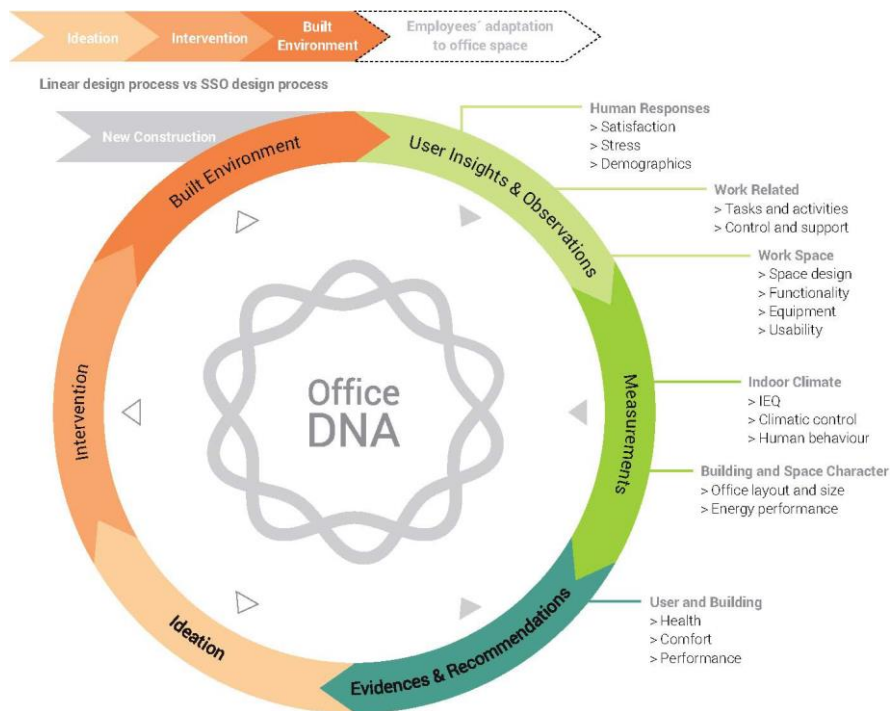 Ideation
Intervention
Built
Environment
Employees´ adaptation
to office space
Linear design process vs SSO design process
New Construction
Built Environment
User Insights & Observations
Measurements
Evidences & Recommendations
Ideation
Intervention
Office
DNA
Human Responses
> Satisfaction
> Stress
> Demographics
Work Related
> Tasks and activities
> Control and support
Work Space
> Space design
> Functionality
> Equipment
> Usability
Indoor Climate
> IEQ
> Climatic control
> Human behaviour
Building and Space Character
> Office layout and size
> Energy performance
User and Building
> Health
> Comfort
> Performance